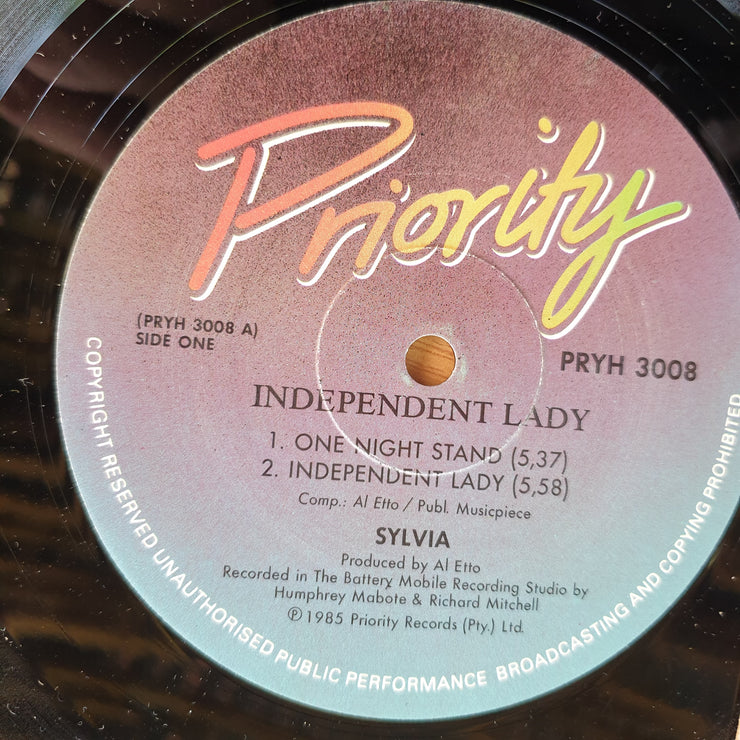 Priority
(PRYH 3008 A)
SIDE ONE
PRYH 3008
INDEPENDENT LADY
1. ONE NIGHT STAND (5,37)
2. INDEPENDENT LADY (5,58)
Comp.: Al Etto / Publ. Musicpiece
SYLVIA
Produced by Al Etto
Recorded in The Battery Mobile Recording Studio by
Humphrey Mabote & Richard Mitchell
℗ 1985 Priority Records (Pty.) Ltd.
COPYRIGHT RESERVED UNAUTHORISED PUBLIC PERFORMANCE BROADCASTING AND COPYING PROHIBITED